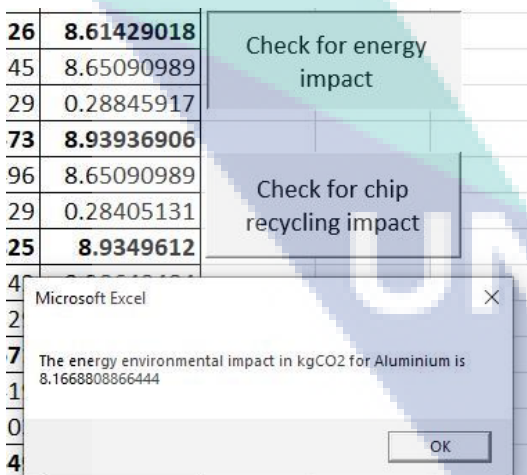 26 8.61429018
45 8.65090989
29 0.28845917
73 8.93936906
96 8.65090989
29 0.28405131
25 8.9349612
Check for energy
impact
Check for chip
recycling impact
UN
Microsoft Excel
The energy environmental impact in kgCO2 for Aluminium is
8.1668808866444
OK